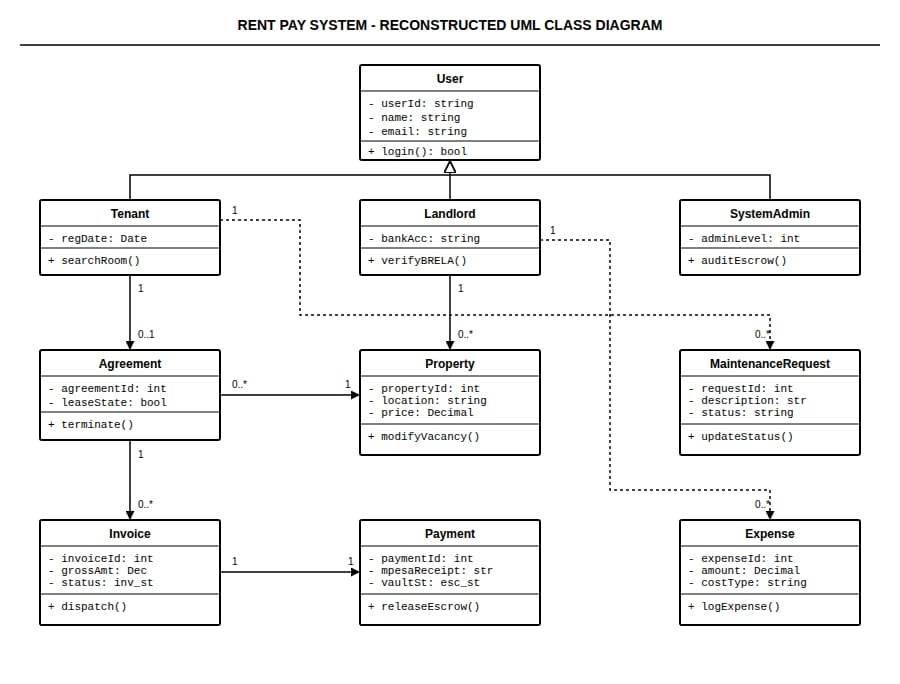 RENT PAY SYSTEM - RECONSTRUCTED UML CLASS DIAGRAM
User
- userId: string
- name: string
- email: string
+ login(): bool
Tenant
- regDate: Date
+ searchRoom()
1
Landlord
- bankAcc: string
+ verifyBRELA()
1
SystemAdmin
- adminLevel: int
+ auditEscrow()
1
0..1
1
0..*
0..*
Agreement
- agreementId: int
- leaseState: bool
+ terminate()
0..*
1
Property
- propertyId: int
- location: string
- price: Decimal
+ modifyVacancy()
MaintenanceRequest
- requestId: int
- description: str
- status: string
+ updateStatus()
1
0..*
0..*
Invoice
- invoiceId: int
- grossAmt: Dec
- status: inv_st
+ dispatch()
1
1
Payment
- paymentId: int
- mpesaReceipt: str
- vaultSt: esc_st
+ releaseEscrow()
Expense
- expenseId: int
- amount: Decimal
- costType: string
+ logExpense()